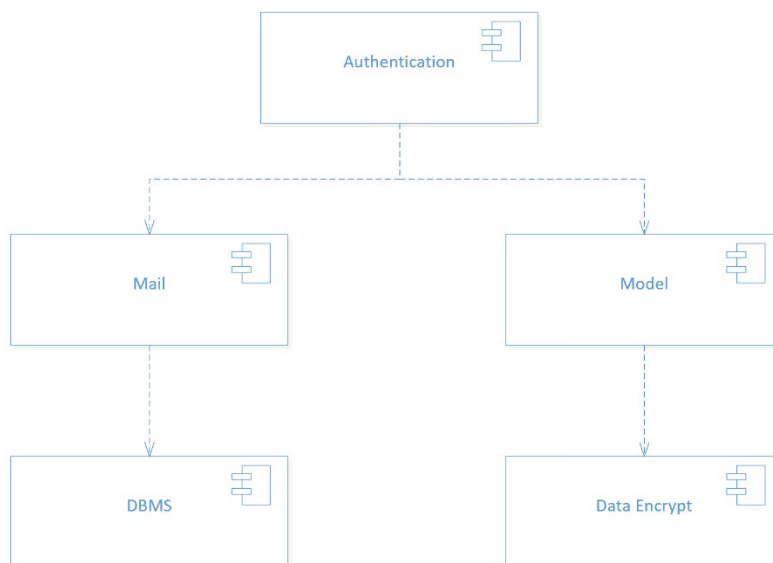 Authentication
Mail
Model
DBMS
Data Encrypt